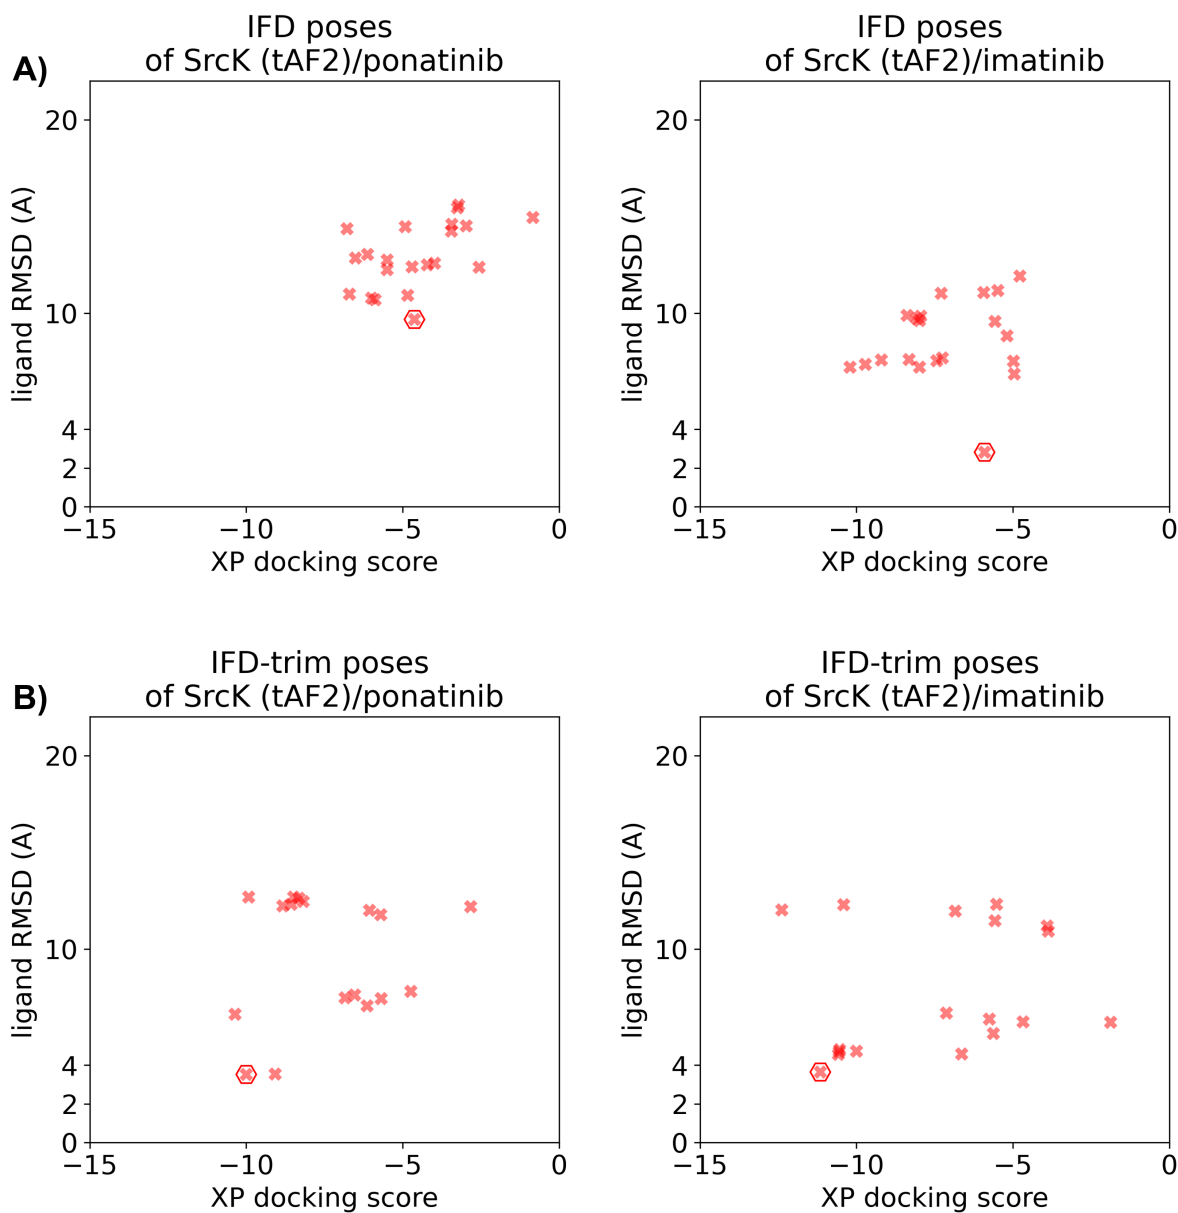 A)
IFD poses
of SrcK (tAF2)/ponatinib
20
10
4
2
0
ligand RMSD (A)
−15 −10 −5 0
XP docking score
IFD poses
of SrcK (tAF2)/imatinib
20
10
4
2
0
ligand RMSD (A)
−15 −10 −5 0
XP docking score
B)
IFD-trim poses
of SrcK (tAF2)/ponatinib
20
10
4
2
0
ligand RMSD (A)
−15 −10 −5 0
XP docking score
IFD-trim poses
of SrcK (tAF2)/imatinib
20
10
4
2
0
ligand RMSD (A)
−15 −10 −5 0
XP docking score